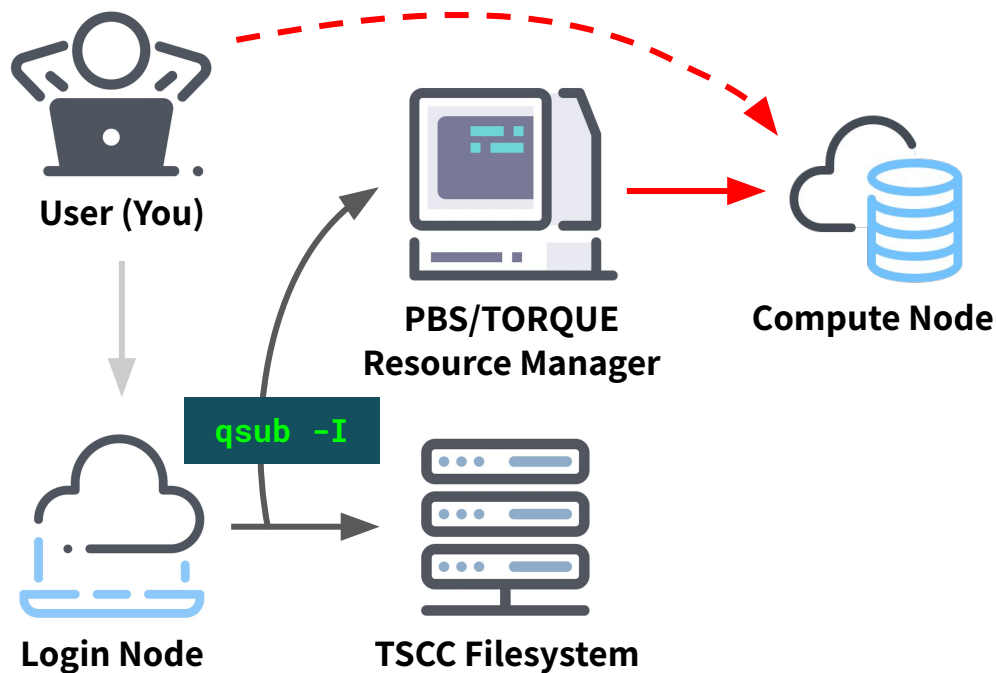 User (You)
PBS/TORQUE
Resource Manager
Compute Node
qsub -I
Login Node
TSCC Filesystem